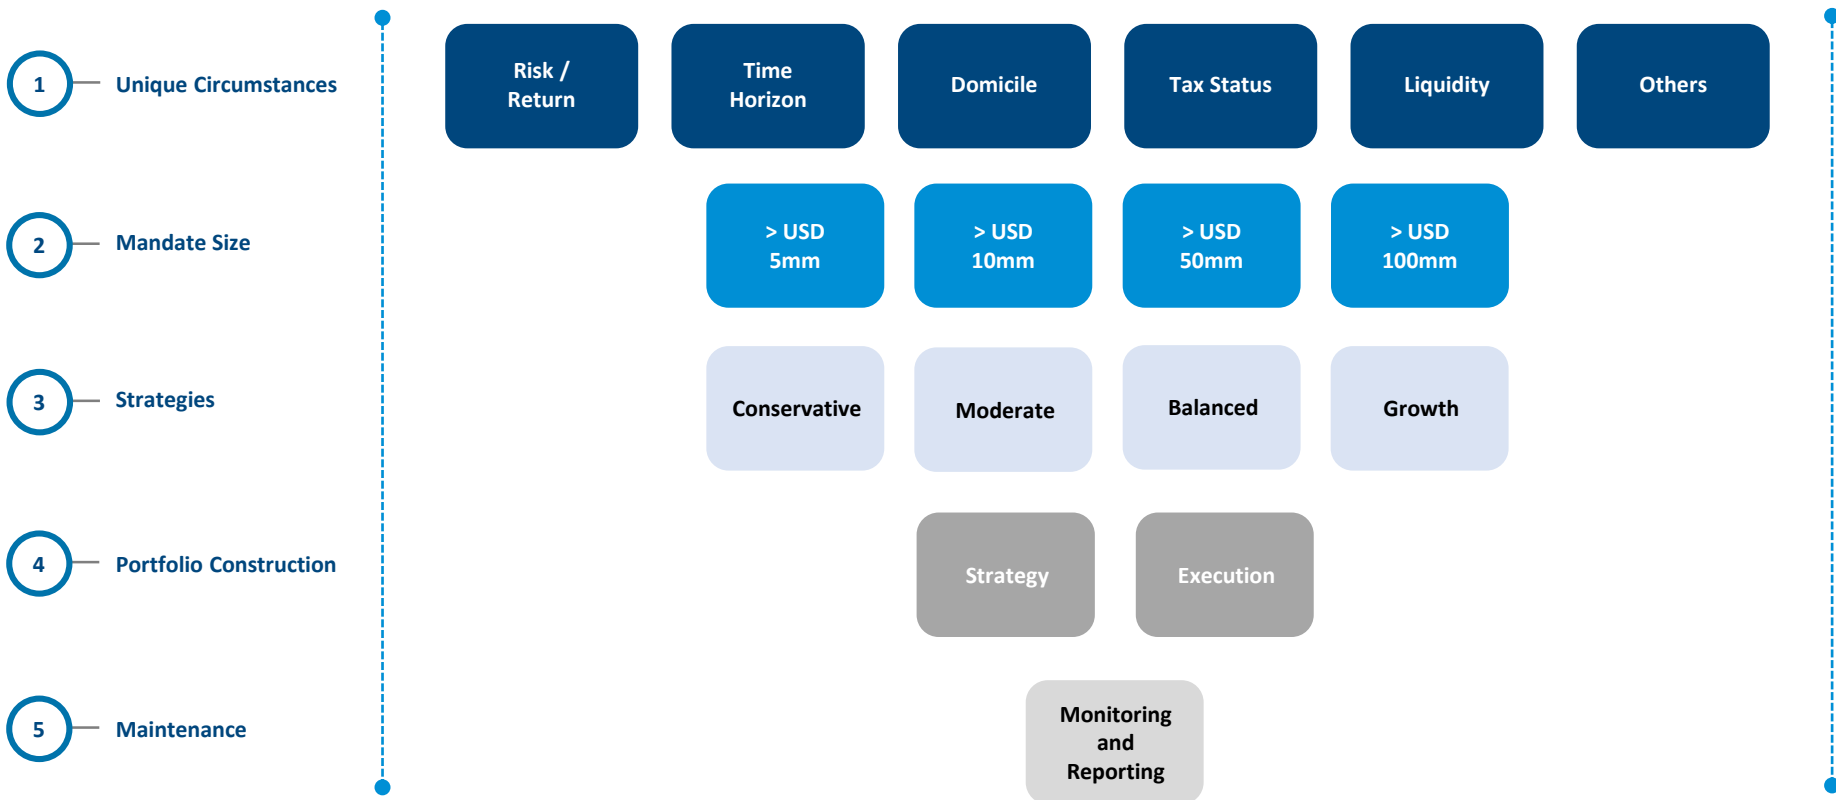 1
Unique Circumstances
Risk /
Return
Time
Horizon
Domicile
Tax Status
Liquidity
Others
2
Mandate Size
> USD
5mm
> USD
10mm
> USD
50mm
> USD
100mm
3
Strategies
Conservative
Moderate
Balanced
Growth
4
Portfolio Construction
Strategy
Execution
5
Maintenance
Monitoring
and
Reporting